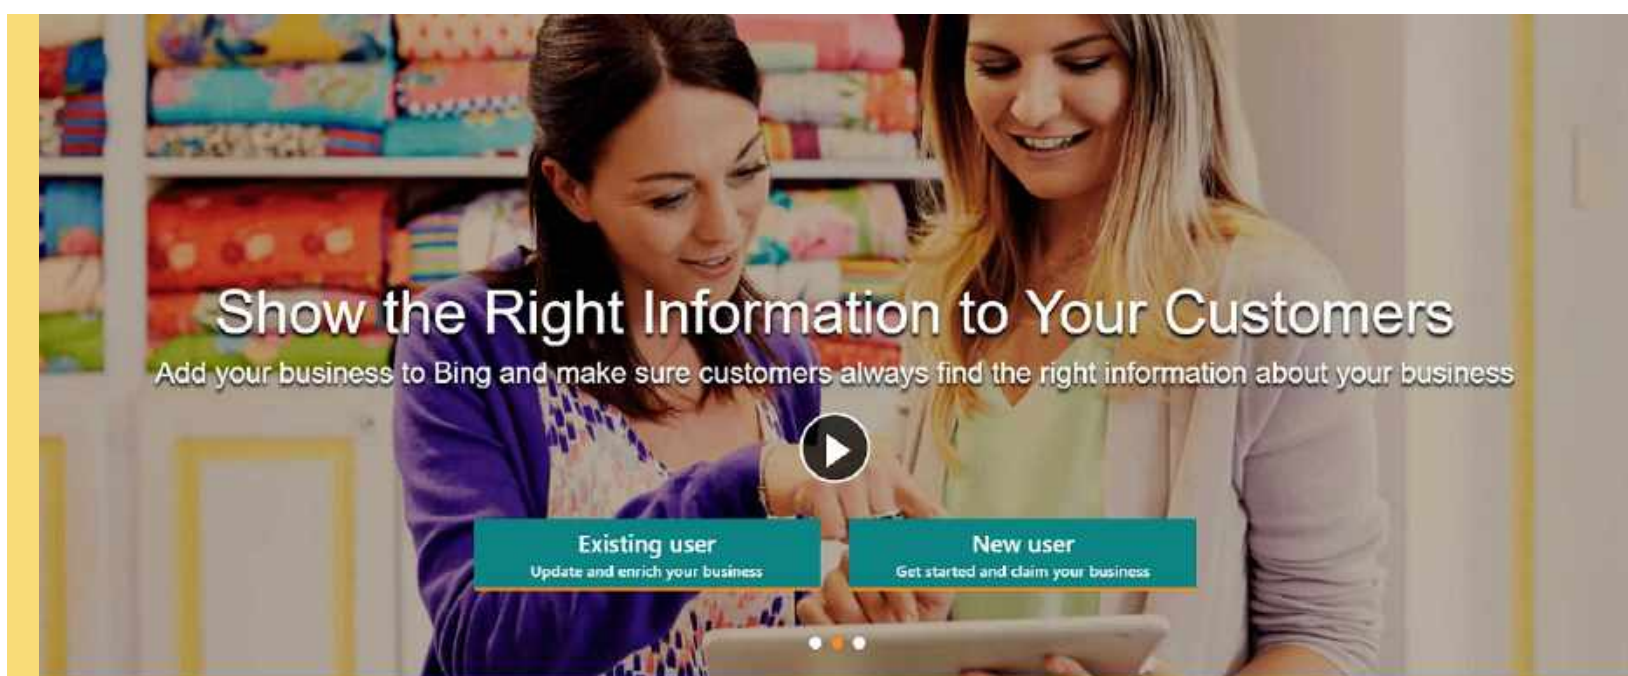 Show the Right Information to Your Customers
Add your business to Bing and make sure customers always find the right information about your business
Existing user
Update and enrich your business
New user
Get started and claim your business